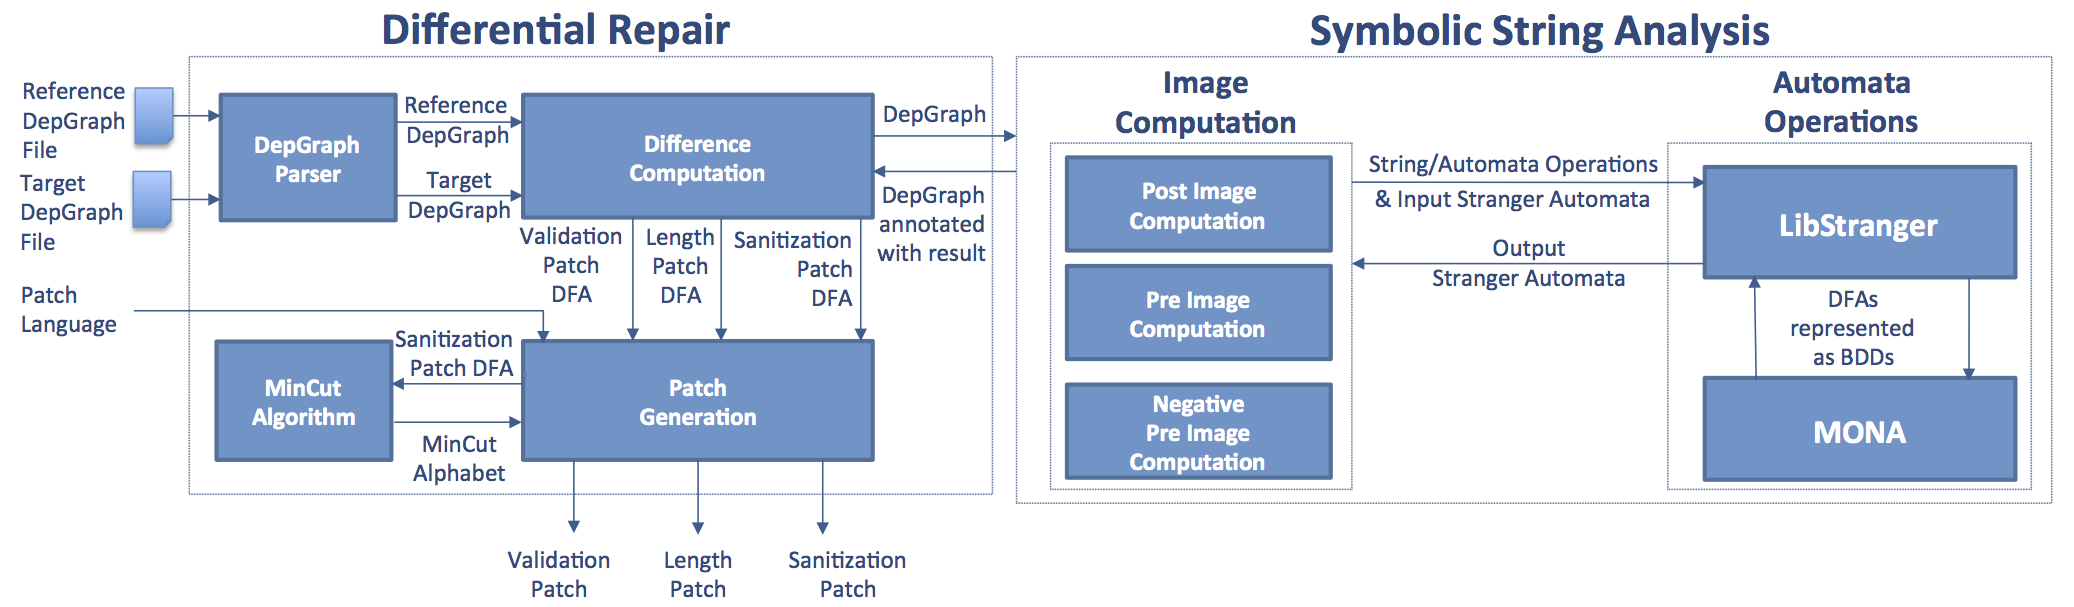 Differential Repair
Symbolic String Analysis
Reference
DepGraph
File
Target
DepGraph
File
Patch
Language
DepGraph
Parser
Reference
DepGraph
Target
DepGraph
Difference
Computation
DepGraph
DepGraph
annotated
with result
Validation
Patch
DFA
Length
Patch
DFA
Sanitization
Patch
DFA
MinCut
Algorithm
Sanitization
Patch DFA
MinCut
Alphabet
Patch
Generation
Validation
Patch
Length
Patch
Sanitization
Patch
Image
Computation
Post Image
Computation
Pre Image
Computation
Negative
Pre Image
Computation
String/Automata Operations
& Input Stranger Automata
Output
Stranger Automata
Automata
Operations
LibStranger
DFAs
represented
as BDDs
MONA